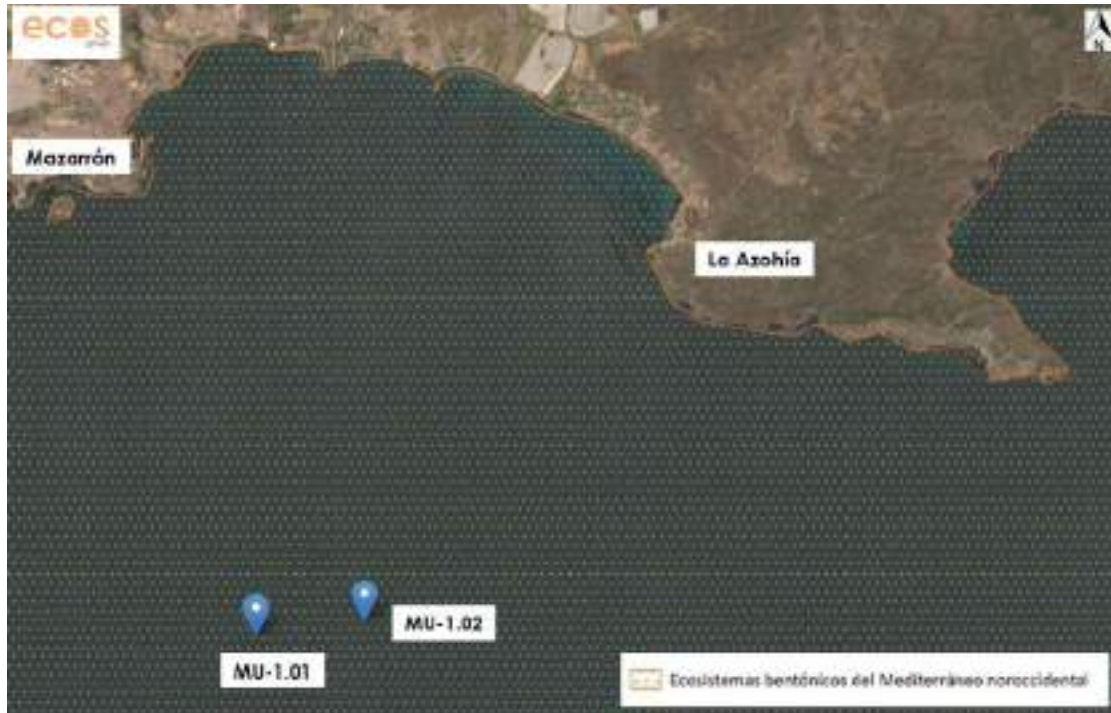 ecos
N
Mazarrón
La Azohía
MU-1.02
MU-1.01
Ecosistemas bentónicos del Mediterráneo noroccidental